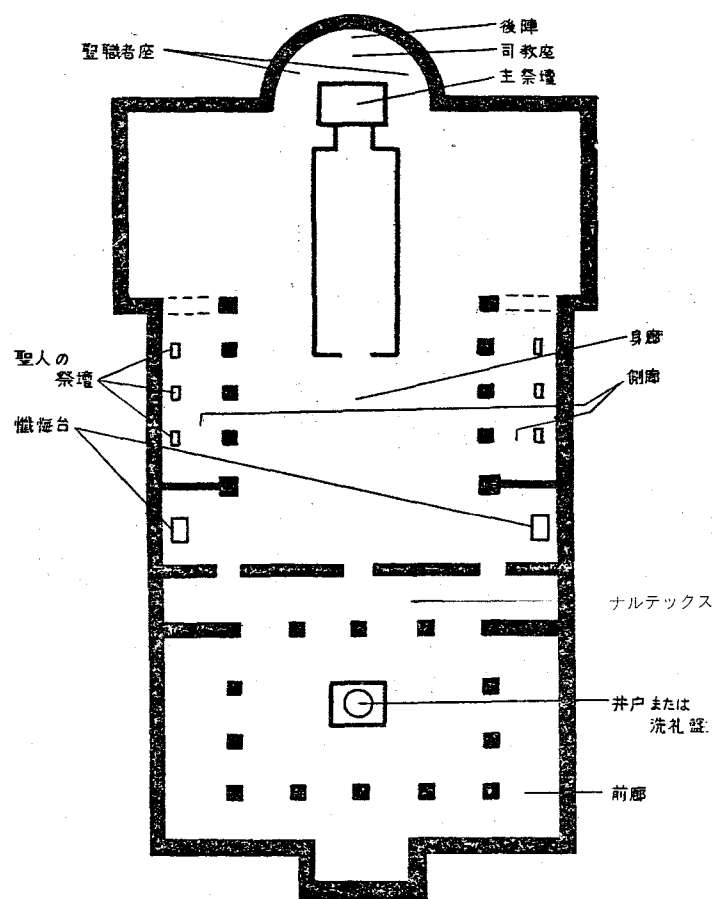 後陣
聖職者座
司教座
主祭壇
聖人の
祭壇
身廊
側廊
懺悔台
ナルテックス
井戸または
洗礼盤
前廊